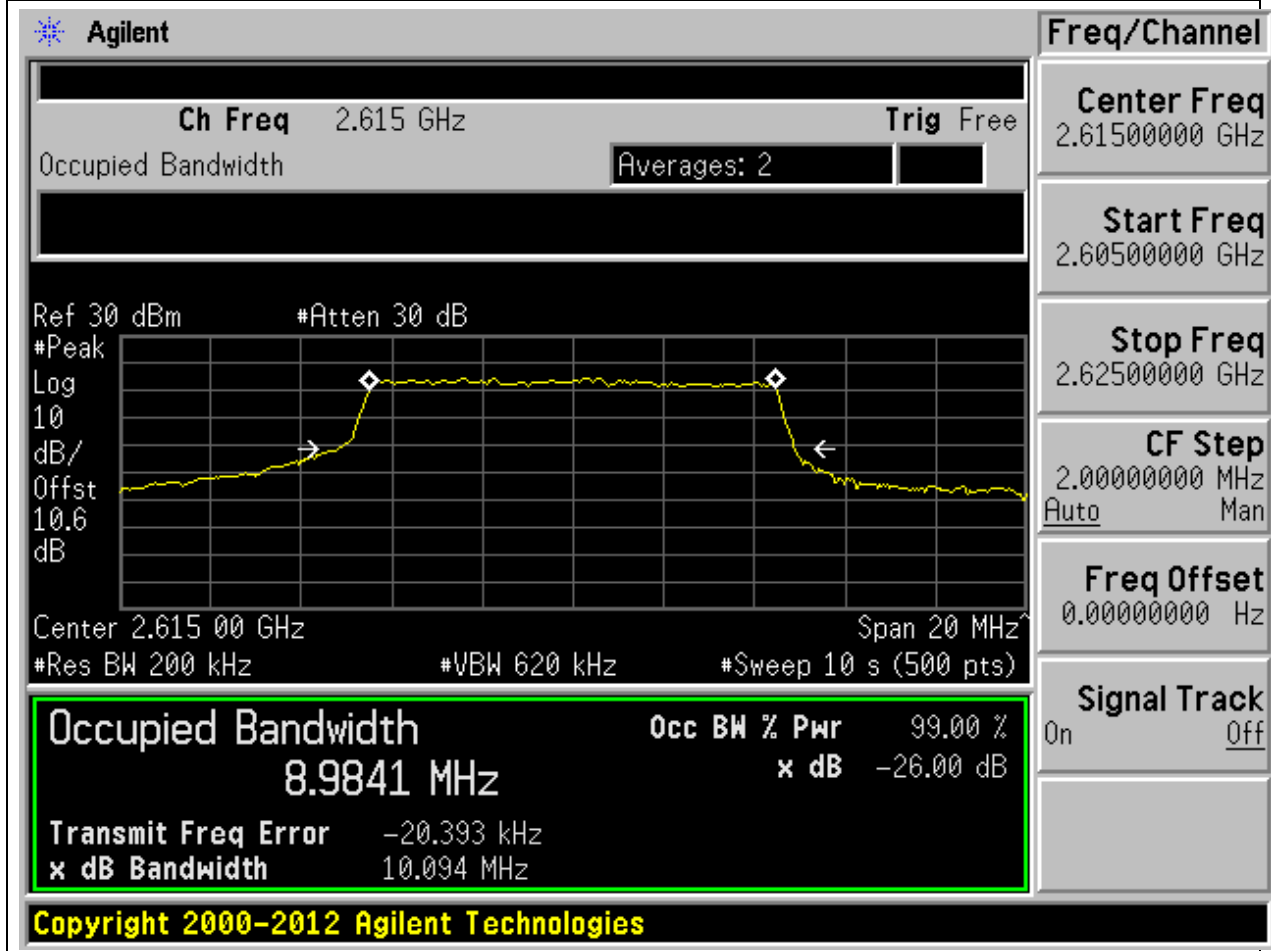 Agilent
Freq/Channel
Ch Freq 2.615 GHz Trig Free
Occupied Bandwidth Averages: 2
Ref 30 dBm #Atten 30 dB
#Peak
Log
10
dB/
Offst
10.6
dB
Center 2.615 00 GHz Span 20 MHz^
#Res BW 200 kHz #VBW 620 kHz #Sweep 10 s (500 pts)
Occupied Bandwidth Occ BW % Pwr 99.00 %
8.9841 MHz x dB -26.00 dB
Transmit Freq Error -20.393 kHz
x dB Bandwidth 10.094 MHz
Center Freq
2.61500000 GHz
Start Freq
2.60500000 GHz
Stop Freq
2.62500000 GHz
CF Step
2.00000000 MHz
Auto Man
Freq Offset
0.00000000 Hz
Signal Track
On Off
Copyright 2000-2012 Agilent Technologies